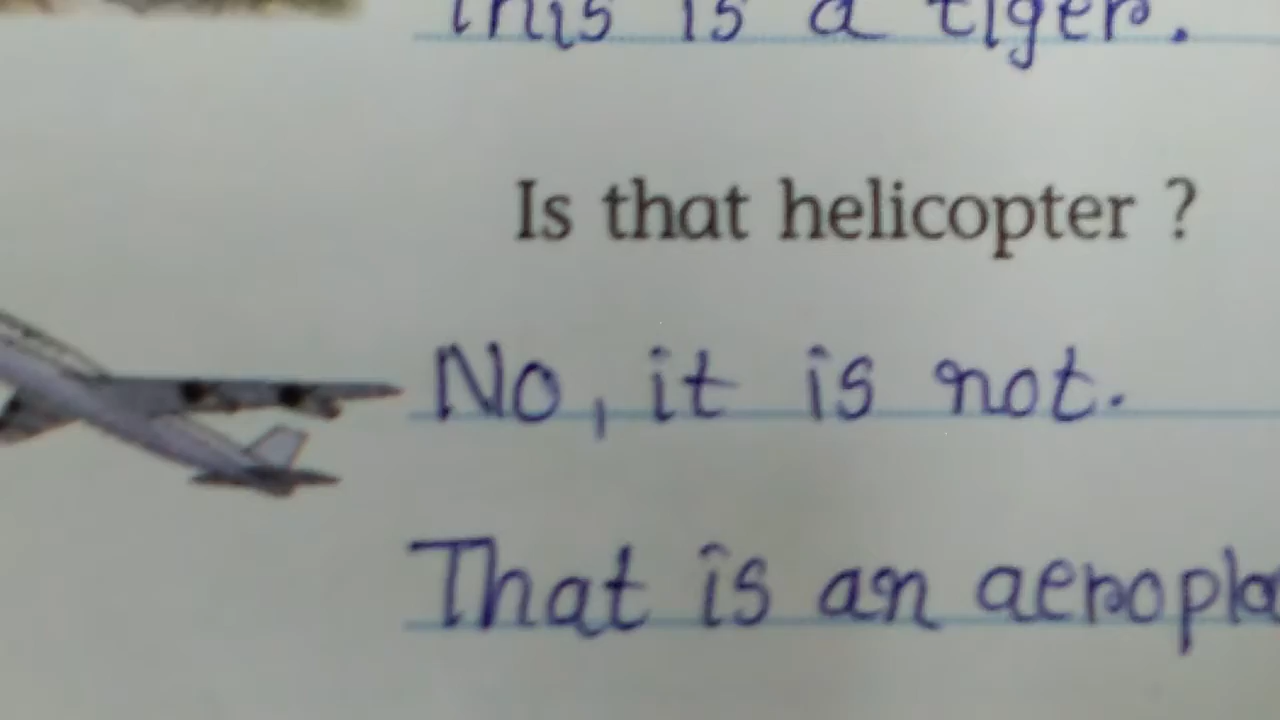 This is a tiger.
Is that helicopter ?
No, it is not.
That is an aeropla